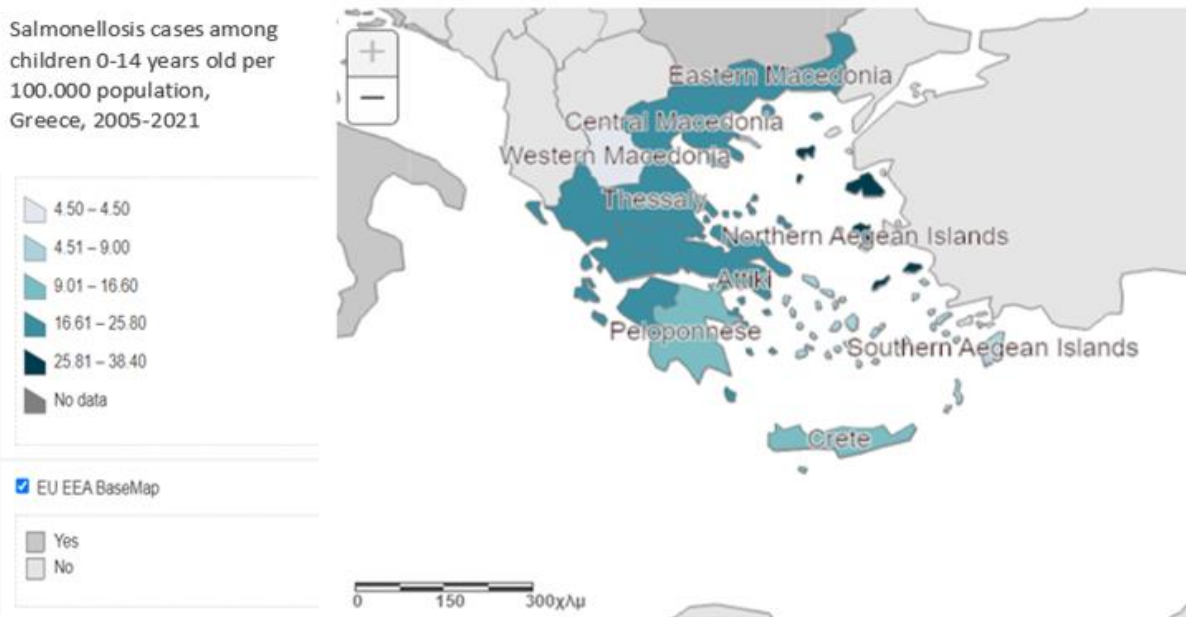 Salmonellosis cases among
children 0-14 years old per
100.000 population,
Greece, 2005-2021
4.50 – 4.50
4.51 – 9.00
9.01 – 16.60
16.61 – 25.80
25.81 – 38.40
No data
EU EEA BaseMap
Yes
No
+
−
Eastern Macedonia
Central Macedonia
Western Macedonia
Thessaly
Northern Aegean Islands
Attiki
Peloponnese
Southern Aegean Islands
Crete
0 150 300χλμ